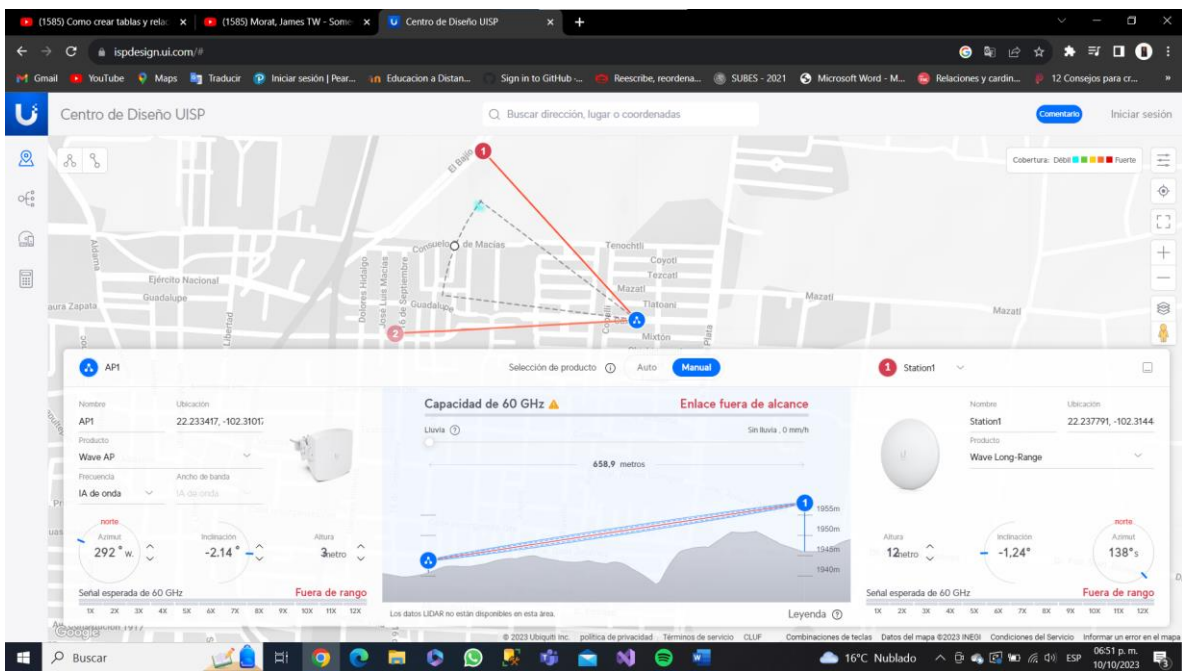 (1585) Como crear tablas y relac
(1585) Morat, James TW - Some
Centro de Diseño UISP
ispdesign.ui.com/#
Gmail
YouTube
Maps
Traducir
Iniciar sesión | Pear...
Educacion a Distan...
Sign in to GitHub ·...
Reescribe, reordena...
SUBES - 2021
Microsoft Word - M...
Relaciones y cardin...
12 Consejos para cr...
Centro de Diseño UISP
Buscar dirección, lugar o coordenadas
Comentario
Iniciar sesión
Cobertura: Débil Fuerte
El Bajío
1
Aldama
Consuelo de Macías
Tenochtli
Coyotl
Tezcatl
Ejército Nacional
Guadalupe
Dolores Hidalgo
José Luis Macías
16 de Septiembre
Guadalupe
Mazatl
Tlatoani
Mazatl
Mazatl
aura Zapata
Libertad
2
Mixtón
Plata
AP1
Selección de producto
Auto
Manual
1 Station1
Nombre
AP1
Ubicación
22.233417, -102.3101
Producto
Wave AP
Frecuencia
IA de onda
Ancho de banda
IA de onda
norte
Azimut
292 ° w.
Inclinación
-2.14 °
Altura
3netro
Señal esperada de 60 GHz
Fuera de rango
1X 2X 3X 4X 5X 6X 7X 8X 9X 10X 11X 12X
Capacidad de 60 GHz
Enlace fuera de alcance
Lluvia
Sin lluvia , 0 mm/h
658,9 metros
1
1955m
1950m
1945m
1940m
Los datos LIDAR no están disponibles en esta área.
Leyenda
Nombre
Station1
Ubicación
22.237791, -102.3144
Producto
Wave Long-Range
Altura
12netro
Inclinación
-1,24°
norte
Azimut
138°s
Señal esperada de 60 GHz
Fuera de rango
1X 2X 3X 4X 5X 6X 7X 8X 9X 10X 11X 12X
Google
© 2023 Ubiquiti Inc.
política de privacidad
Términos de servicio
CLUF
Combinaciones de teclas
Datos del mapa ©2023 INEGI
Condiciones del Servicio
Informar un error en el mapa
Buscar
16°C Nublado
ESP
06:51 p. m.
10/10/2023
3